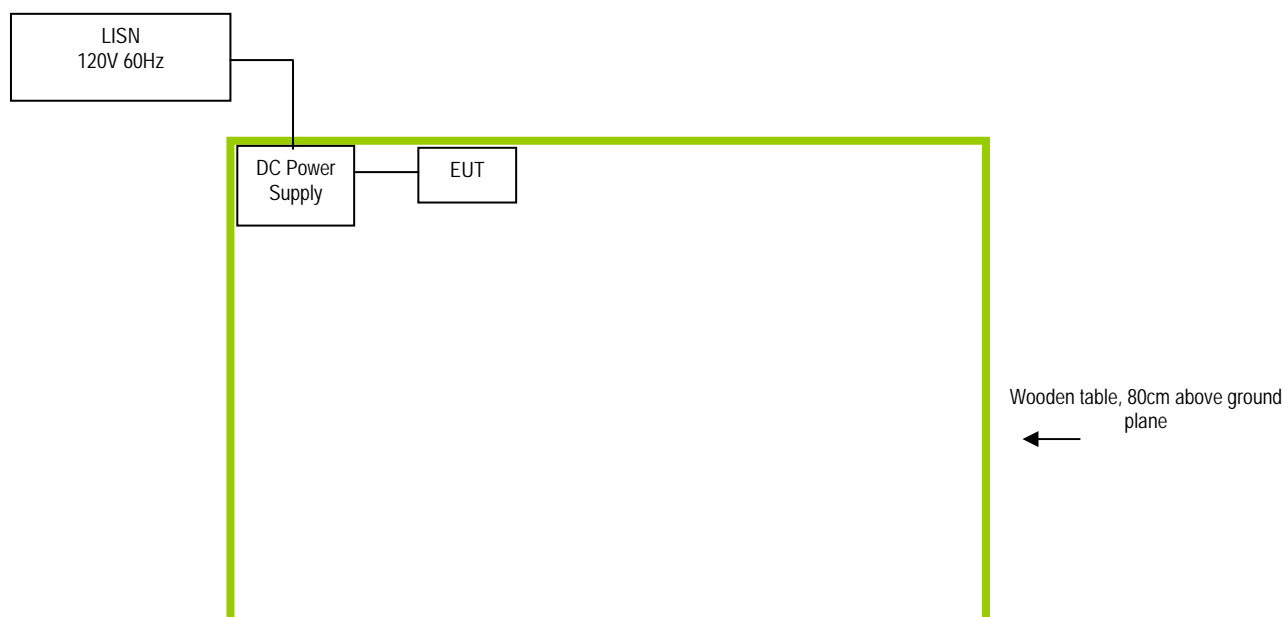 LISN
120V 60Hz
DC Power
Supply
EUT
Wooden table, 80cm above ground
plane